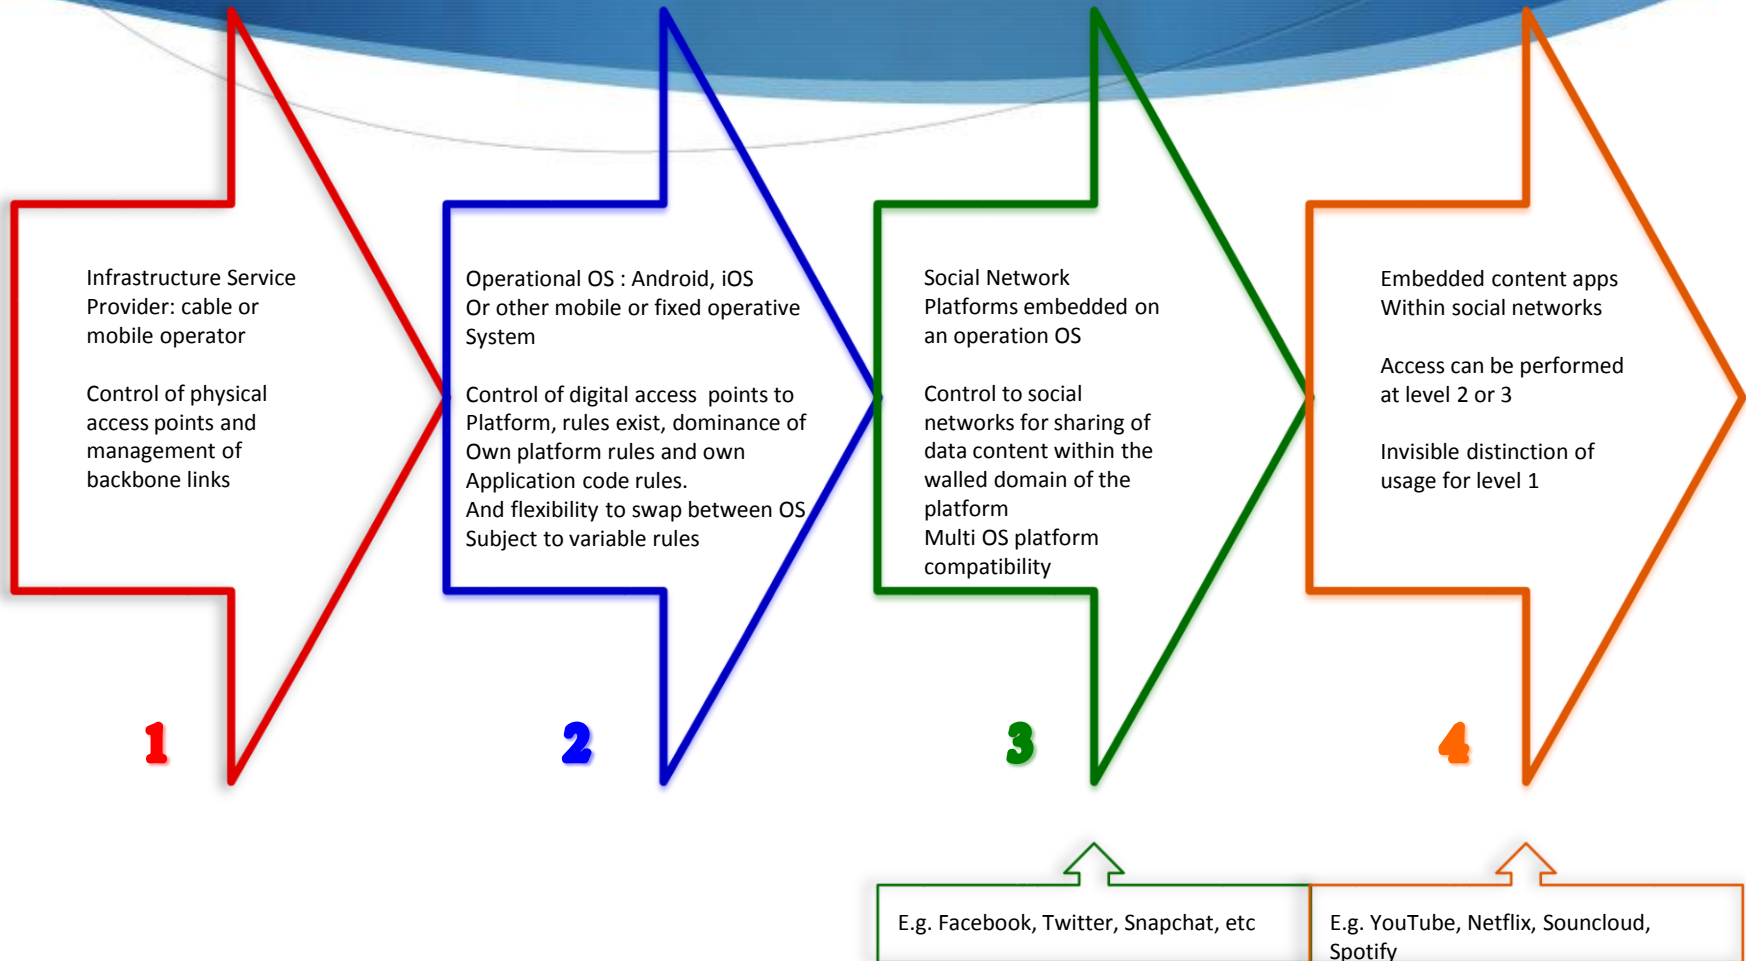 Infrastructure Service
Provider: cable or
mobile operator
Control of physical
access points and
management of
backbone links
1
Operational OS : Android, iOS
Or other mobile or fixed operative
System
Control of digital access  points to
Platform, rules exist, dominance of
Own platform rules and own
Application code rules.
And flexibility to swap between OS
Subject to variable rules
2
Social Network
Platforms embedded on
an operation OS
Control to social
networks for sharing of
data content within the
walled domain of the
platform
Multi OS platform
compatibility
3
Embedded content apps
Within social networks
Access can be performed
at level 2 or 3
Invisible distinction of
usage for level 1
4
E.g. Facebook, Twitter, Snapchat, etc
E.g. YouTube, Netflix, Souncloud,
Spotify